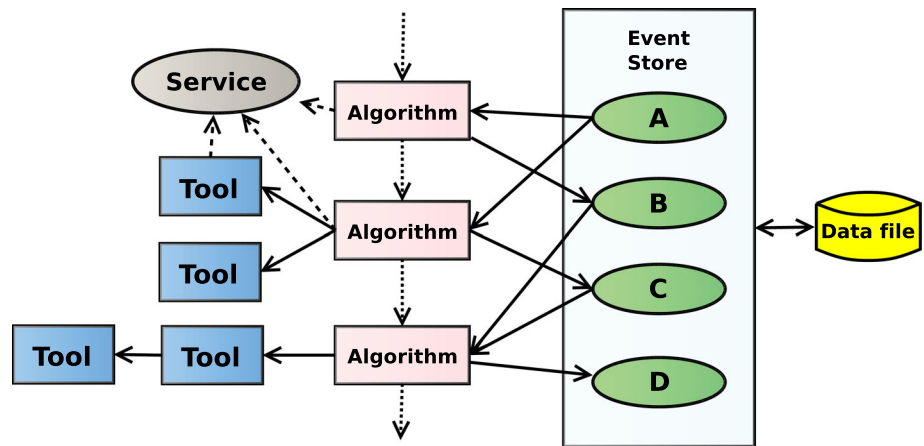 Event
Store
Service
Algorithm
A
Tool
B
Algorithm
Data file
Tool
C
Tool
Tool
Algorithm
D